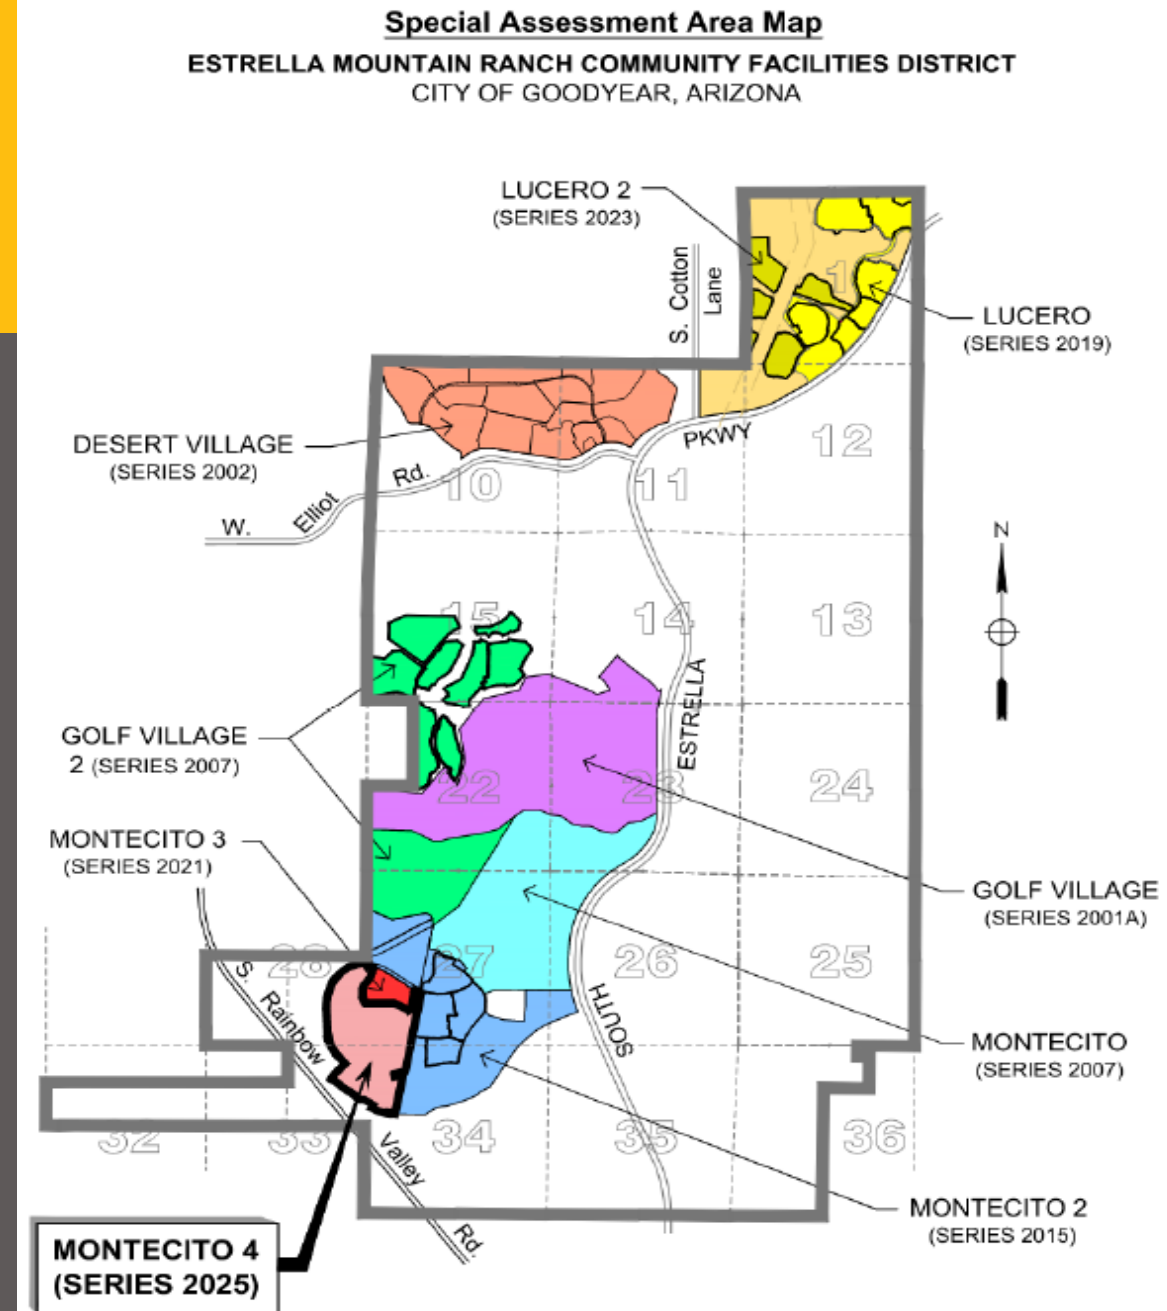 Special Assessment Area Map
ESTRELLA MOUNTAIN RANCH COMMUNITY FACILITIES DISTRICT
CITY OF GOODYEAR, ARIZONA
LUCERO 2
(SERIES 2023)
S. Cotton
Lane
1
LUCERO
(SERIES 2019)
DESERT VILLAGE
(SERIES 2002)
PKWY
12
W. Elliot Rd.
10
11
N
15
14
13
ESTRELLA
GOLF VILLAGE
2 (SERIES 2007)
22
23
24
MONTECITO 3
(SERIES 2021)
GOLF VILLAGE
(SERIES 2001A)
28
27
26
25
S. Rainbow
SOUTH
MONTECITO
(SERIES 2007)
32
33
34
35
36
Valley
Rd.
MONTECITO 2
(SERIES 2015)
MONTECITO 4
(SERIES 2025)